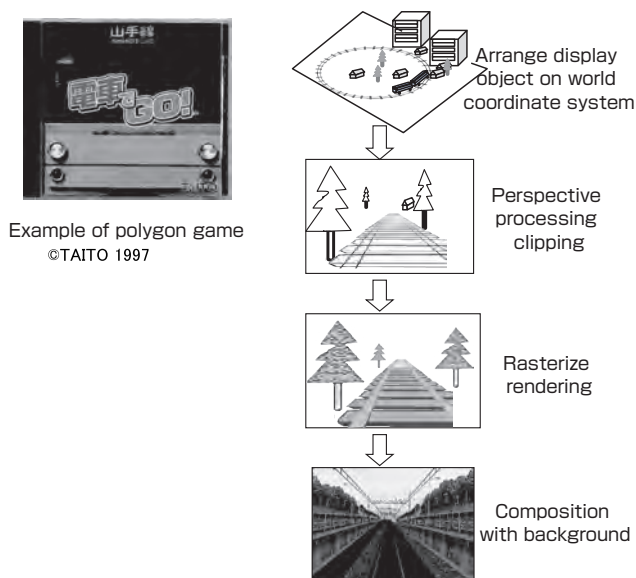 山手線
電車でGO!
Example of polygon game
©TAITO 1997
Arrange display
object on world
coordinate system
Perspective
processing
clipping
Rasterize
rendering
Composition
with background